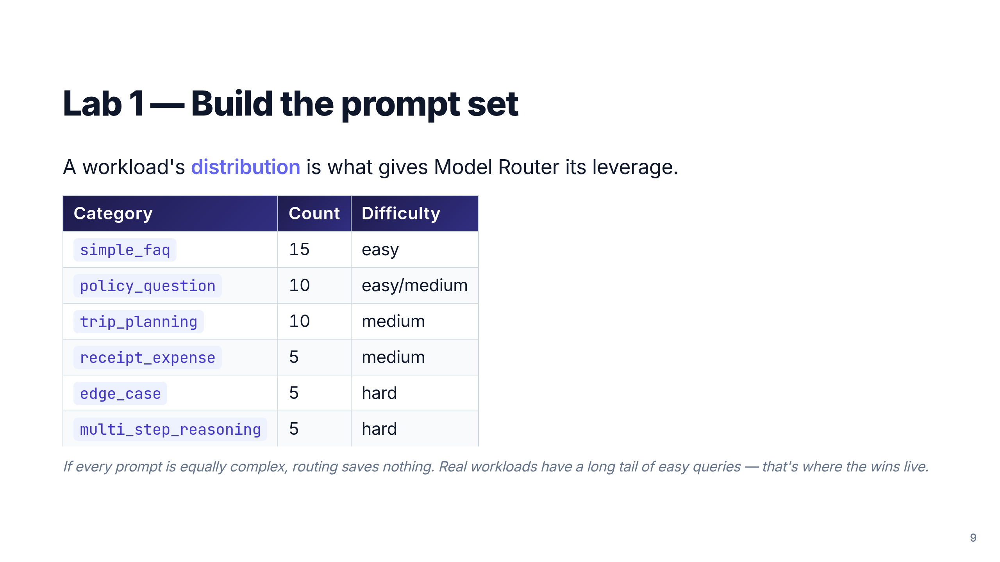 Lab 1 — Build the prompt set
A workload's distribution is what gives Model Router its leverage.
Category Count Difficulty
simple_faq 15 easy
policy_question 10 easy/medium
trip_planning 10 medium
receipt_expense 5 medium
edge_case 5 hard
multi_step_reasoning 5 hard
If every prompt is equally complex, routing saves nothing. Real workloads have a long tail of easy queries — that's where the wins live.
9